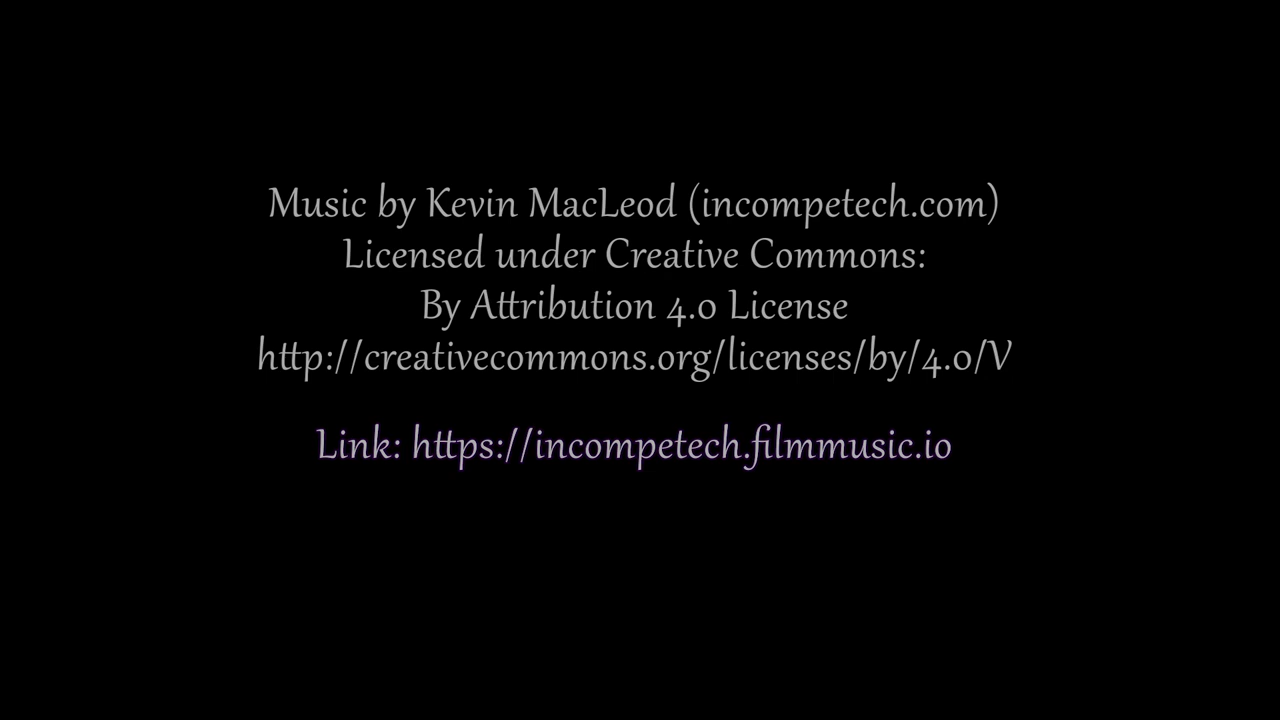 Music by Kevin MacLeod (incompetech.com)
Licensed under Creative Commons:
By Attribution 4.0 License
http://creativecommons.org/licenses/by/4.0/V
Link: https://incompetech.filmmusic.io